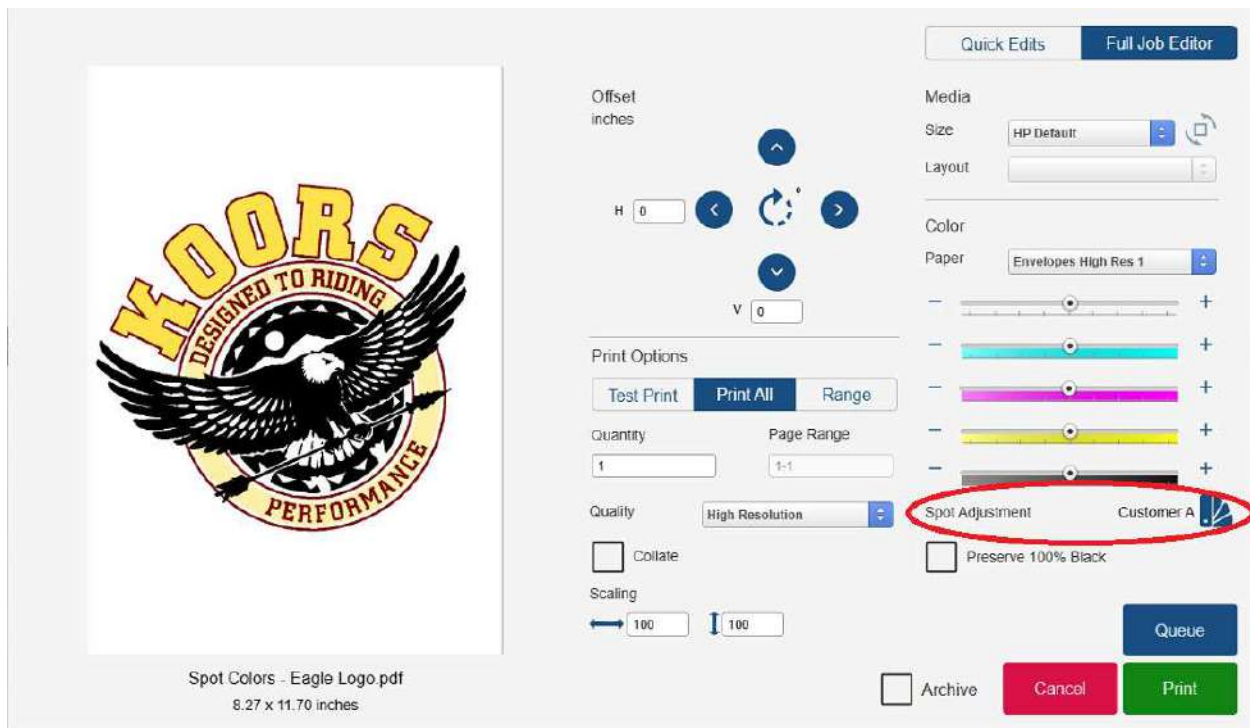 Quick Edits
Full Job Editor
KOORS
DESIGNED TO RIDING
PERFORMANCE
Spot Colors - Eagle Logo.pdf
8.27 x 11.70 inches
Offset
inches
H 0
V 0
Print Options
Test Print
Print All
Range
Quantity
Page Range
1
1-1
Quality
High Resolution
Collate
Scaling
100
100
Media
Size
HP Default
Layout
Color
Paper
Envelopes High Res 1
- +
- +
- +
- +
- +
Spot Adjustment
Customer A
Preserve 100% Black
Queue
Archive
Cancel
Print